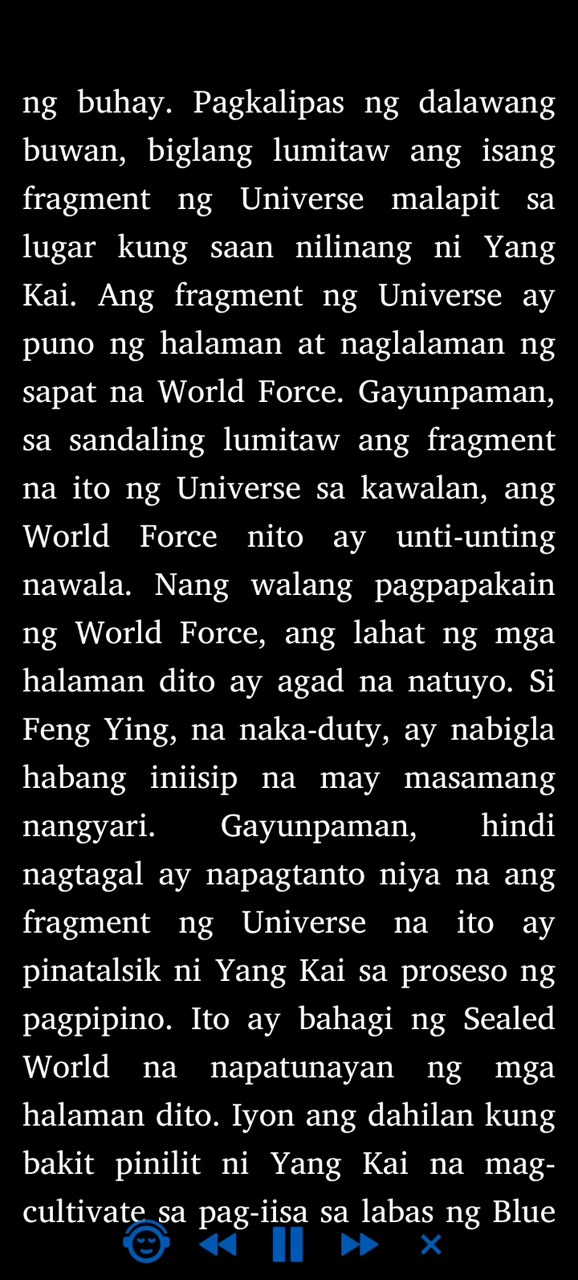 ng buhay. Pagkalipas ng dalawang
buwan, biglang lumitaw ang isang
fragment ng Universe malapit sa
lugar kung saan nilinang ni Yang
Kai. Ang fragment ng Universe ay
puno ng halaman at naglalaman ng
sapat na World Force. Gayunpaman,
sa sandaling lumitaw ang fragment
na ito ng Universe sa kawalan, ang
World Force nito ay unti-unting
nawala. Nang walang pagpapakain
ng World Force, ang lahat ng mga
halaman dito ay agad na natuyo. Si
Feng Ying, na naka-duty, ay nabigla
habang iniisip na may masamang
nangyari. Gayunpaman, hindi
nagtagal ay napagtanto niya na ang
fragment ng Universe na ito ay
pinatalsik ni Yang Kai sa proseso ng
pagpipino. Ito ay bahagi ng Sealed
World na napatunayan ng mga
halaman dito. Iyon ang dahilan kung
bakit pinilit ni Yang Kai na mag-
cultivate sa pag-iisa sa labas ng Blue